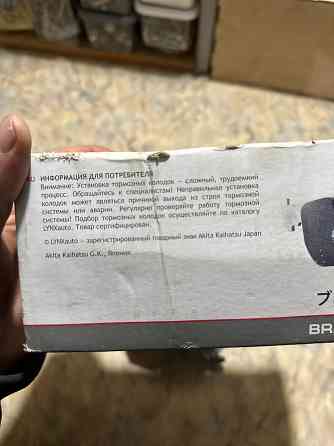 RU ИНФОРМАЦИЯ ДЛЯ ПОТРЕБИТЕЛЯ
Внимание: Установка тормозных колодок – сложный, трудоемкий
процесс. Обращайтесь к специалистам! Неправильная установка
колодок может являться причиной выхода из строя тормозной
системы или аварии. Регулярно проверяйте работу тормозной
системы! Подбор тормозных колодок осуществляйте по каталогу
LYNXauto. Товар сертифицирован.
© LYNXauto – зарегистрированный товарный знак Akita Kaihatsu Japan
Akita Kaihatsu G.K., Япония
ブ
BR